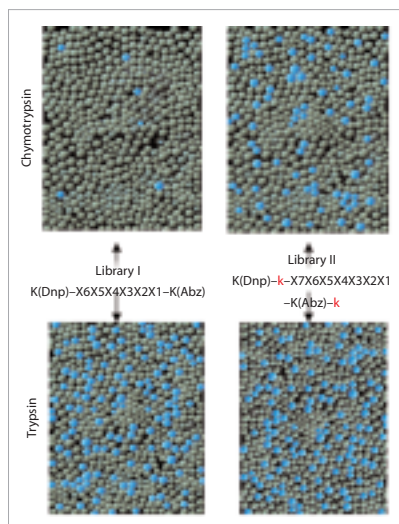 Chymotrypsin
Library I
K(Dnp)–X6X5X4X3X2X1–K(Abz)
Library II
K(Dnp)–k–X7X6X5X4X3X2X1
–K(Abz)–k
Trypsin